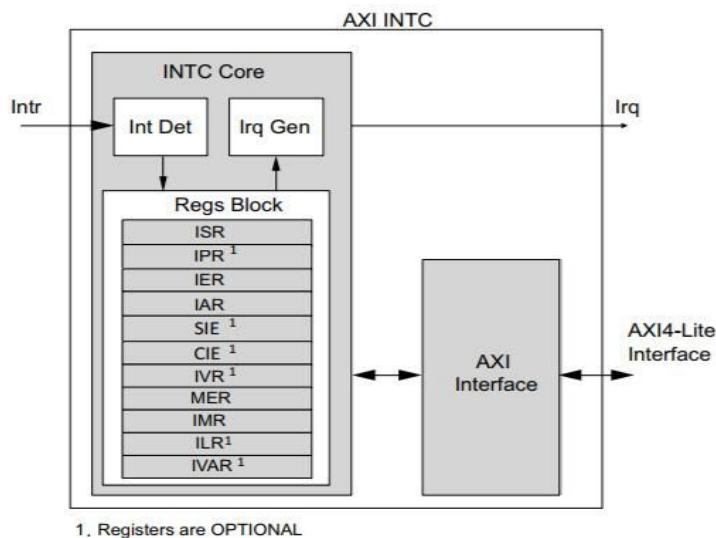 AXI INTC
INTC Core
Intr
Int Det
Irq Gen
Irq
Regs Block
ISR
IPR 1
IER
IAR
SIE 1
CIE 1
IVR 1
MER
IMR
ILR1
IVAR 1
AXI
Interface
AXI4-Lite
Interface
1. Registers are OPTIONAL